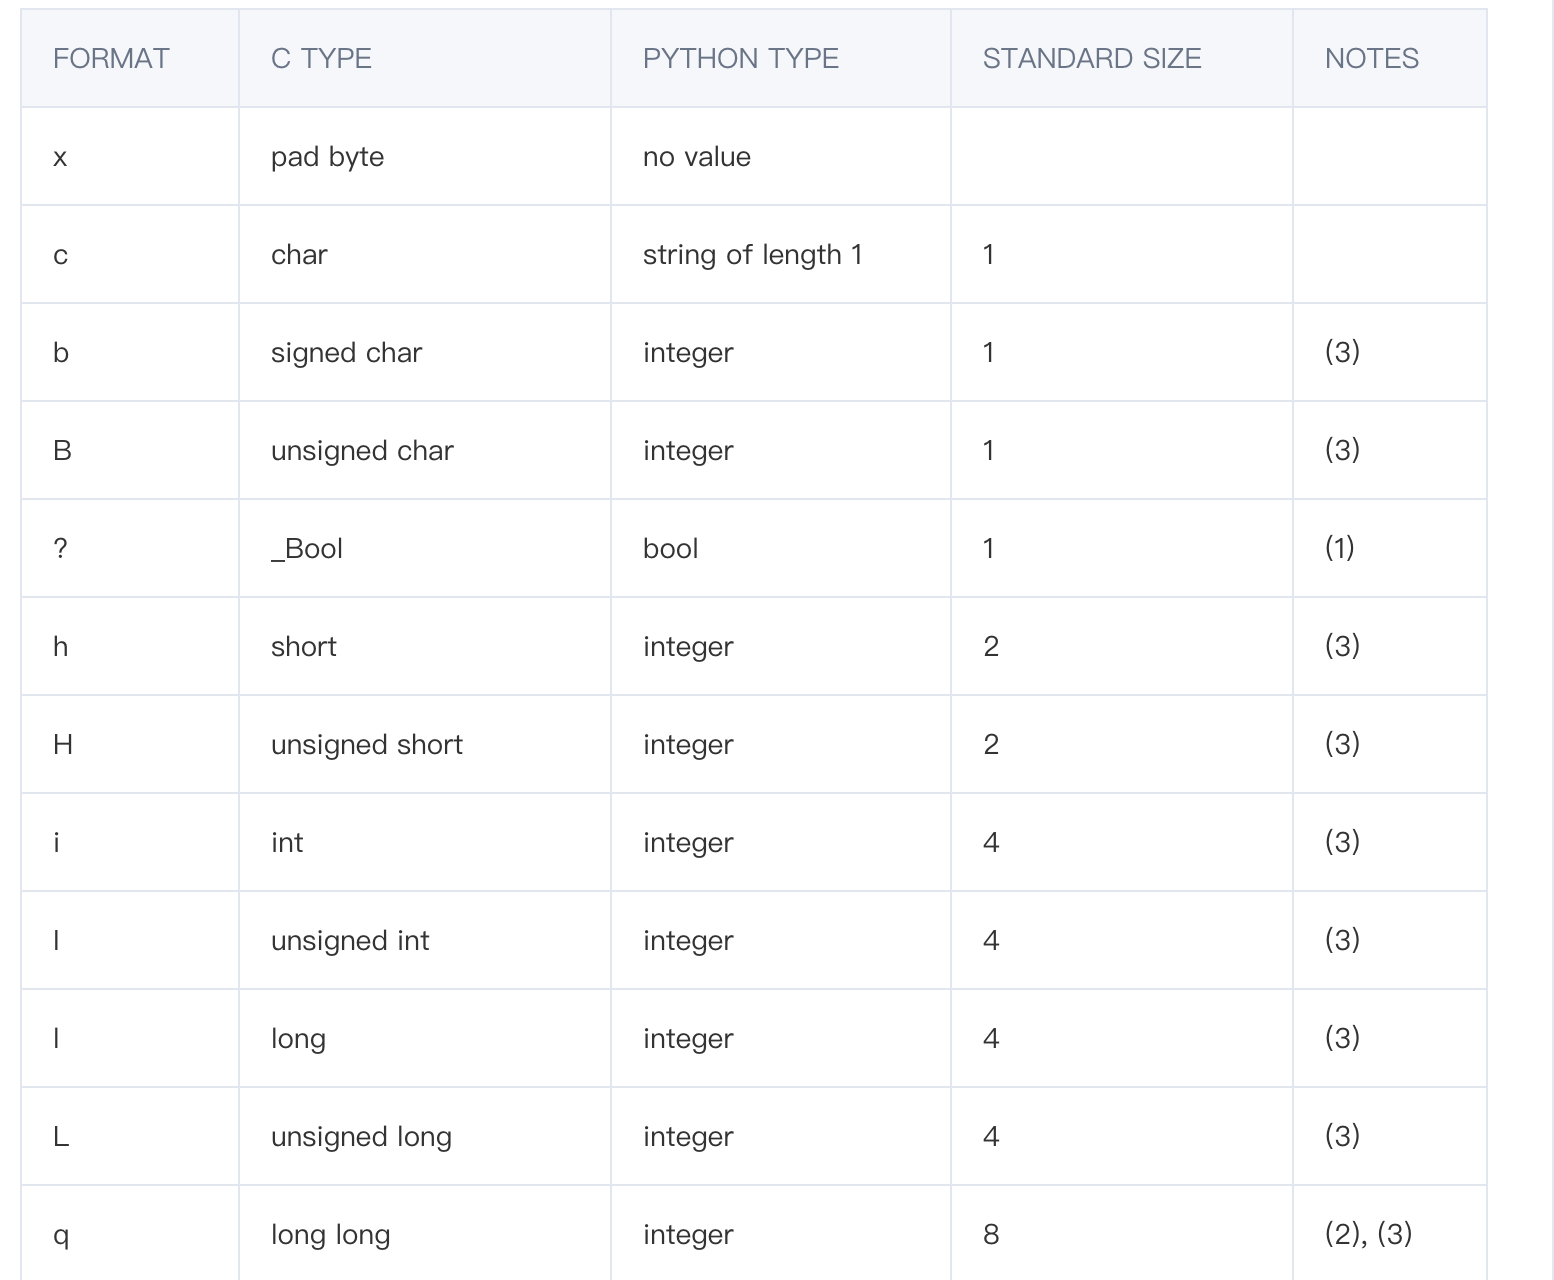 FORMAT C TYPE PYTHON TYPE STANDARD SIZE NOTES
x pad byte no value
c char string of length 1 1
b signed char integer 1 (3)
B unsigned char integer 1 (3)
? _Bool bool 1 (1)
h short integer 2 (3)
H unsigned short integer 2 (3)
i int integer 4 (3)
I unsigned int integer 4 (3)
l long integer 4 (3)
L unsigned long integer 4 (3)
q long long integer 8 (2), (3)